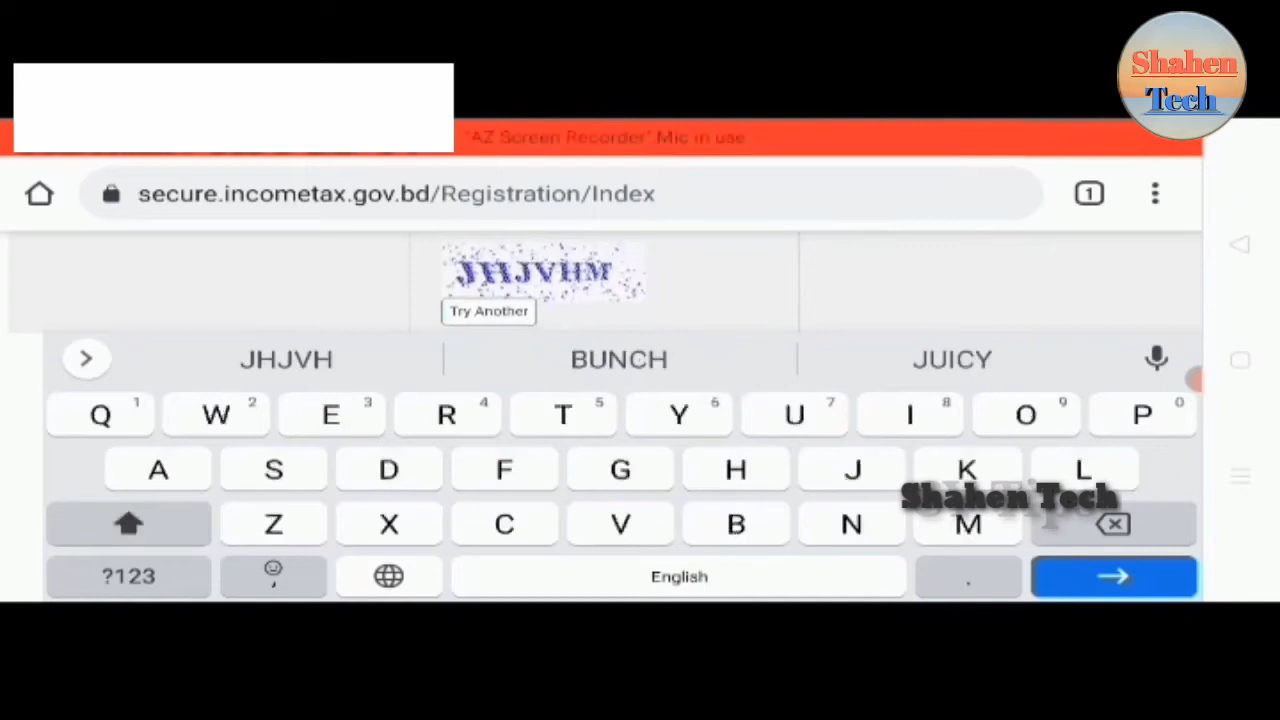 Shahen
Tech
'AZ Screen Recorder' Mic in use
secure.incometax.gov.bd/Registration/Index
1
JHJVHM
Try Another
JHJVH BUNCH JUICY
Q 1 W 2 E 3 R 4 T 5 Y 6 U 7 I 8 O 9 P 0
A S D F G H J K L
Shahen Tech
Z X C V B N M
?123 , English .